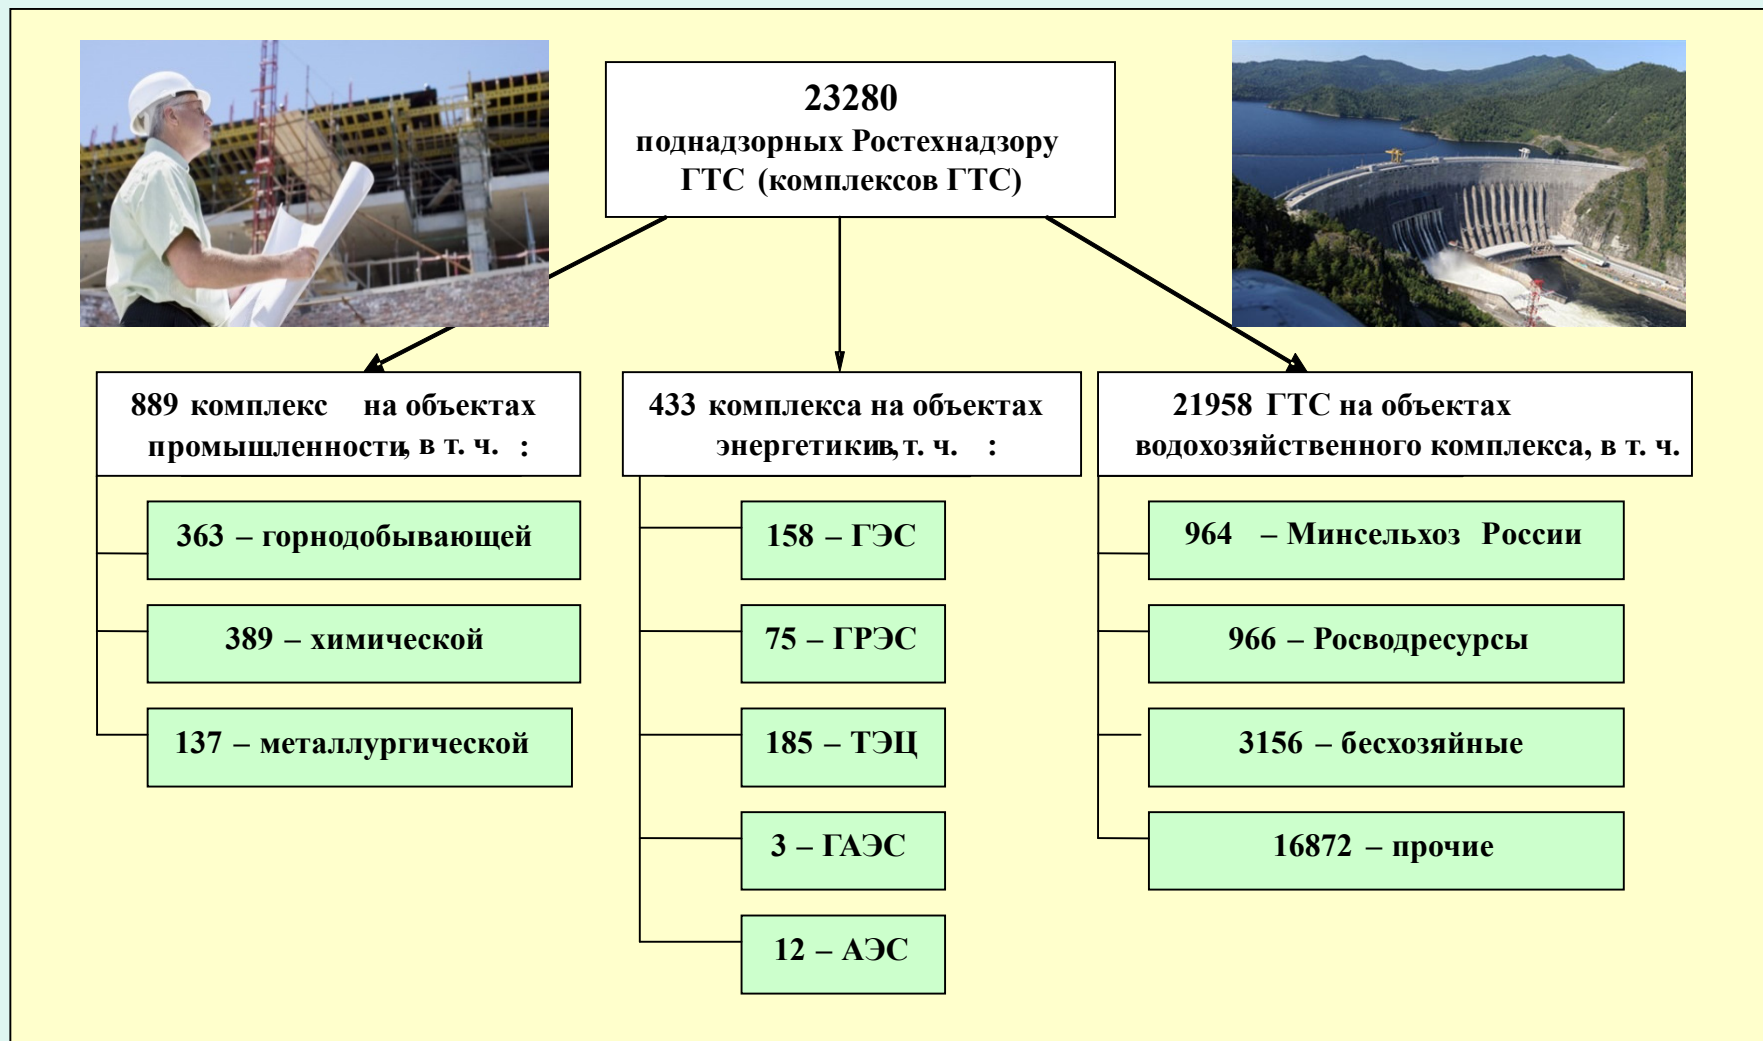 23280
поднадзорных Ростехнадзору
ГТС (комплексов ГТС)
889 комплекс на объектах
промышленности, в т. ч. :
363 – горнодобывающей
389 – химической
137 – металлургической
433 комплекса на объектах
энергетики, в т. ч. :
158 – ГЭС
75 – ГРЭС
185 – ТЭЦ
3 – ГАЭС
12 – АЭС
21958 ГТС на объектах
водохозяйственного комплекса, в т. ч.
964 – Минсельхоз России
966 – Росводресурсы
3156 – бесхозяйные
16872 – прочие